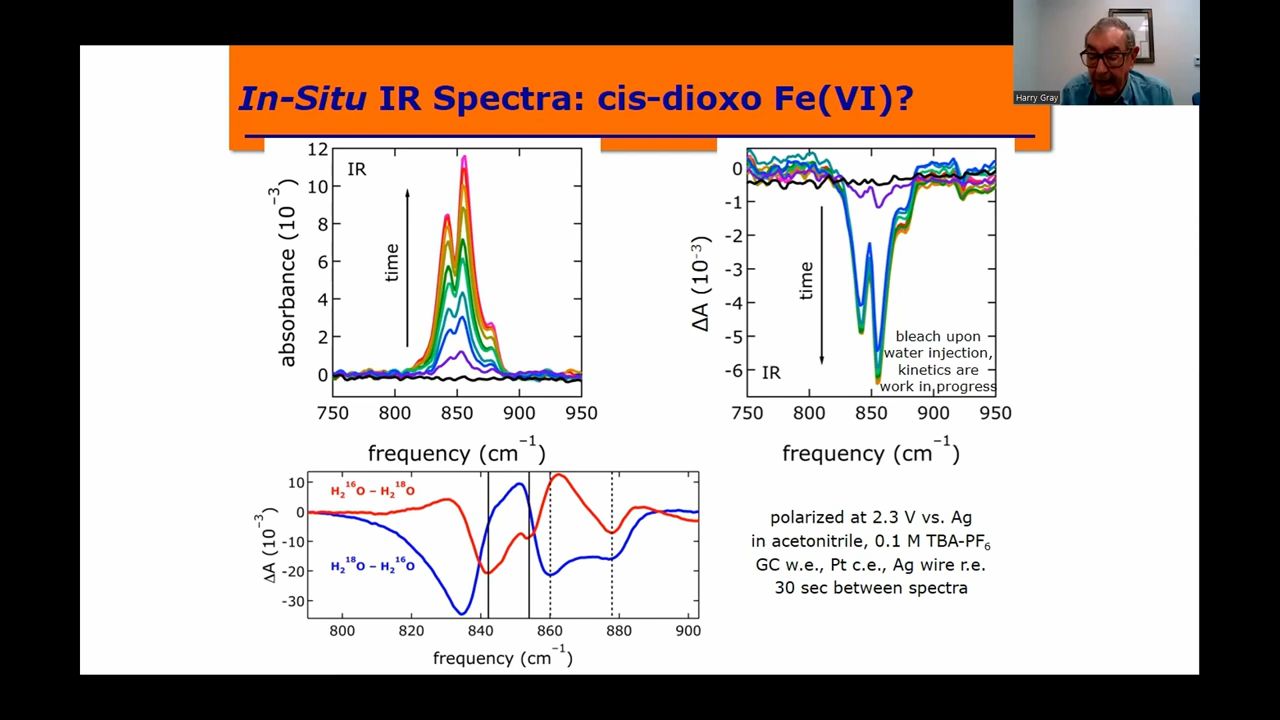 In-Situ IR Spectra: cis-dioxo Fe(VI)?
Harry Gray
12
10
8
6
4
2
0
absorbance (10⁻³)
IR
time
750 800 850 900 950
frequency (cm⁻¹)
0
-1
-2
-3
-4
-5
-6
ΔA (10⁻³)
time
IR
bleach upon
water injection,
kinetics are
work in progress
750 800 850 900 950
frequency (cm⁻¹)
10
0
-10
-20
-30
ΔA (10⁻³)
H₂¹⁶O – H₂¹⁸O
H₂¹⁸O – H₂¹⁶O
800 820 840 860 880 900
frequency (cm⁻¹)
polarized at 2.3 V vs. Ag
in acetonitrile, 0.1 M TBA-PF₆
GC w.e., Pt c.e., Ag wire r.e.
30 sec between spectra